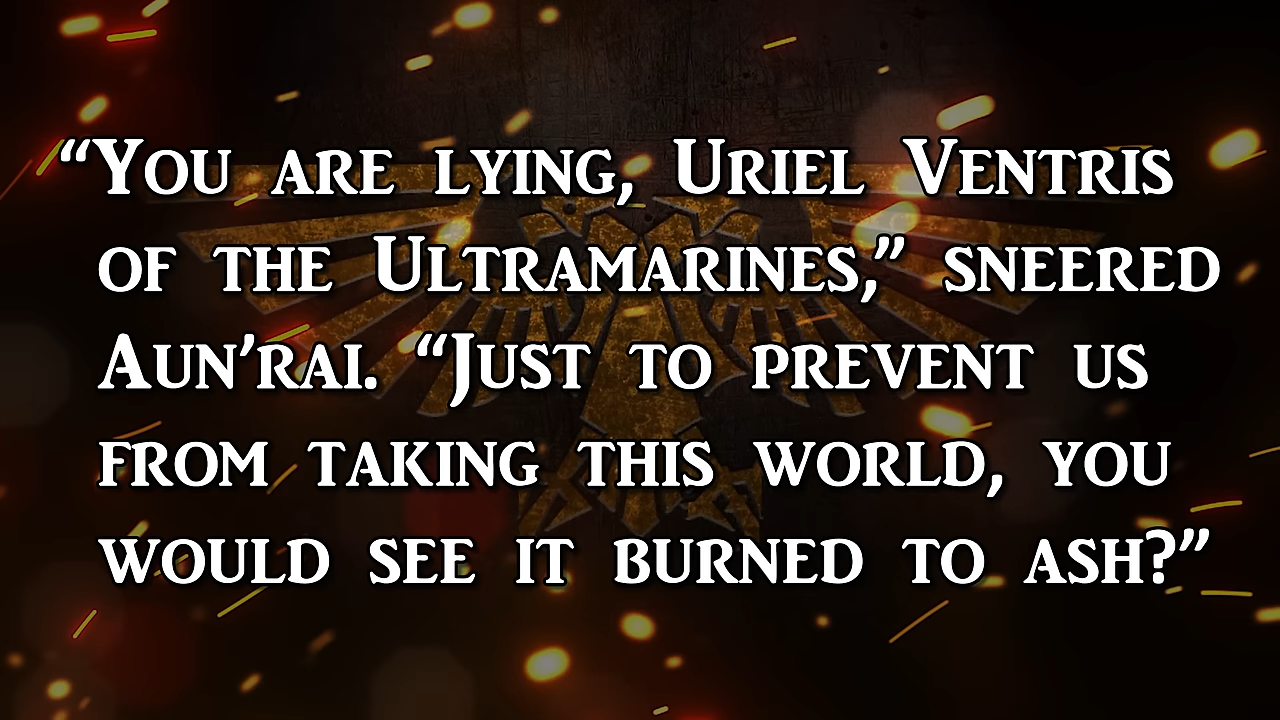 “You are lying, Uriel Ventris
of the Ultramarines,” sneered
Aun’rai. “Just to prevent us
from taking this world, you
would see it burned to ash?”